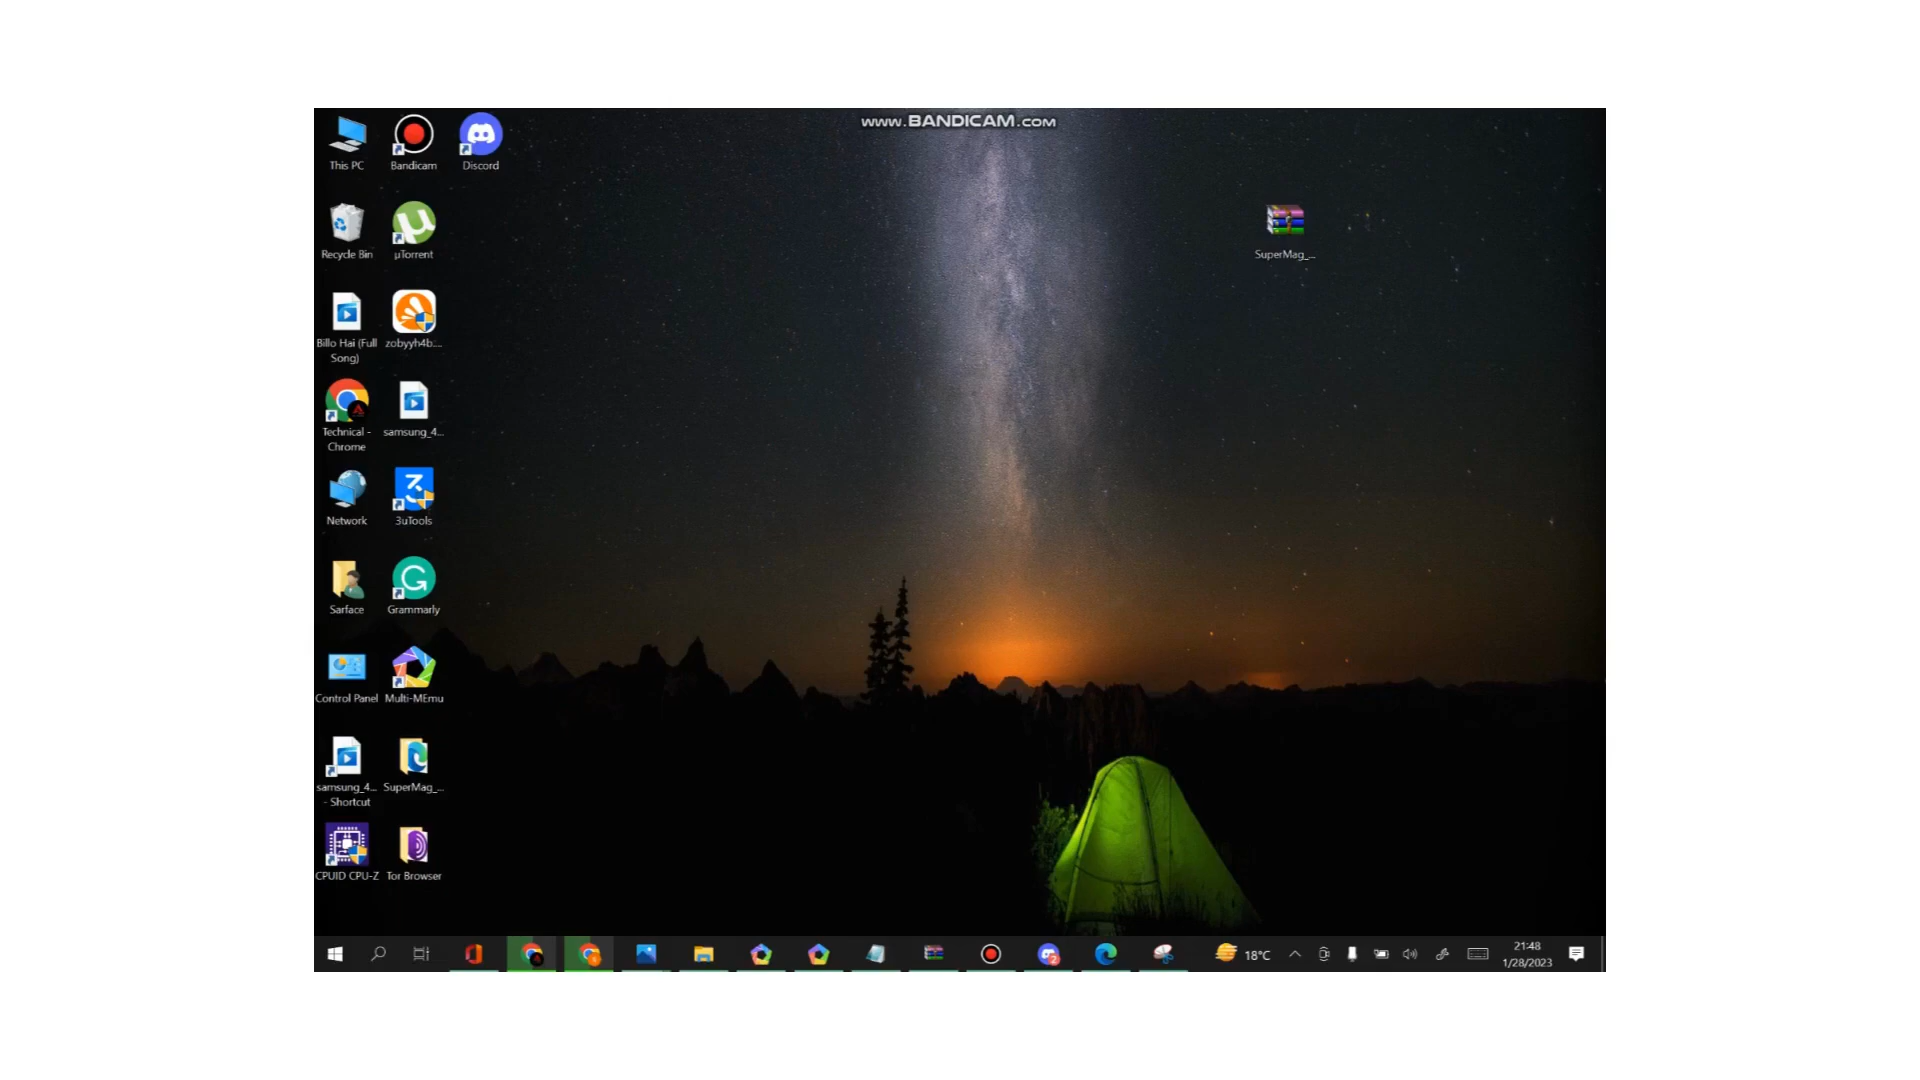 www.BANDICAM.com
This PC
Bandicam
Discord
Recycle Bin
µTorrent
SuperMag_...
Billo Hai (Full
Song)
zobyyh4b...
Technical -
Chrome
samsung_4...
Network
3uTools
Sarface
Grammarly
Control Panel
Multi-MEmu
samsung_4...
- Shortcut
SuperMag_...
CPUID CPU-Z
Tor Browser
2
18°C
21:48
1/28/2023